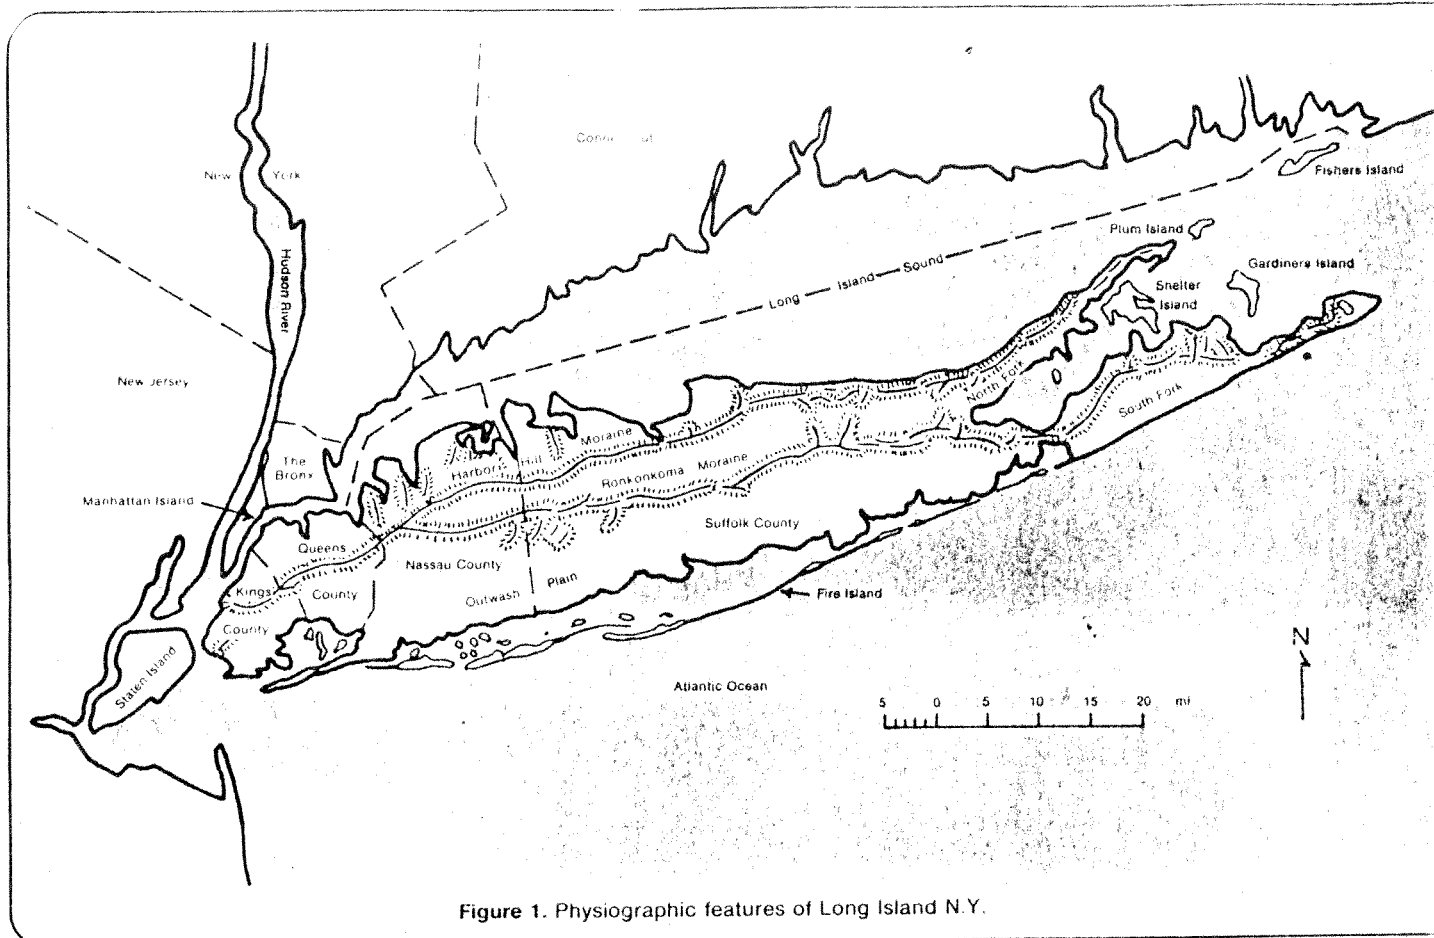 New York
Hudson River
New Jersey
The
Bronx
Manhattan Island
Staten Island
Kings
County
Queens
County
Nassau County
Suffolk County
Harbor Hill Moraine
Ronkonkoma Moraine
Outwash Plain
Long Island Sound
North Fork
South Fork
Fishers Island
Plum Island
Gardiners Island
Shelter
Island
Fire Island
Atlantic Ocean
N
5 0 5 10 15 20 mi
Figure 1. Physiographic features of Long Island N.Y.